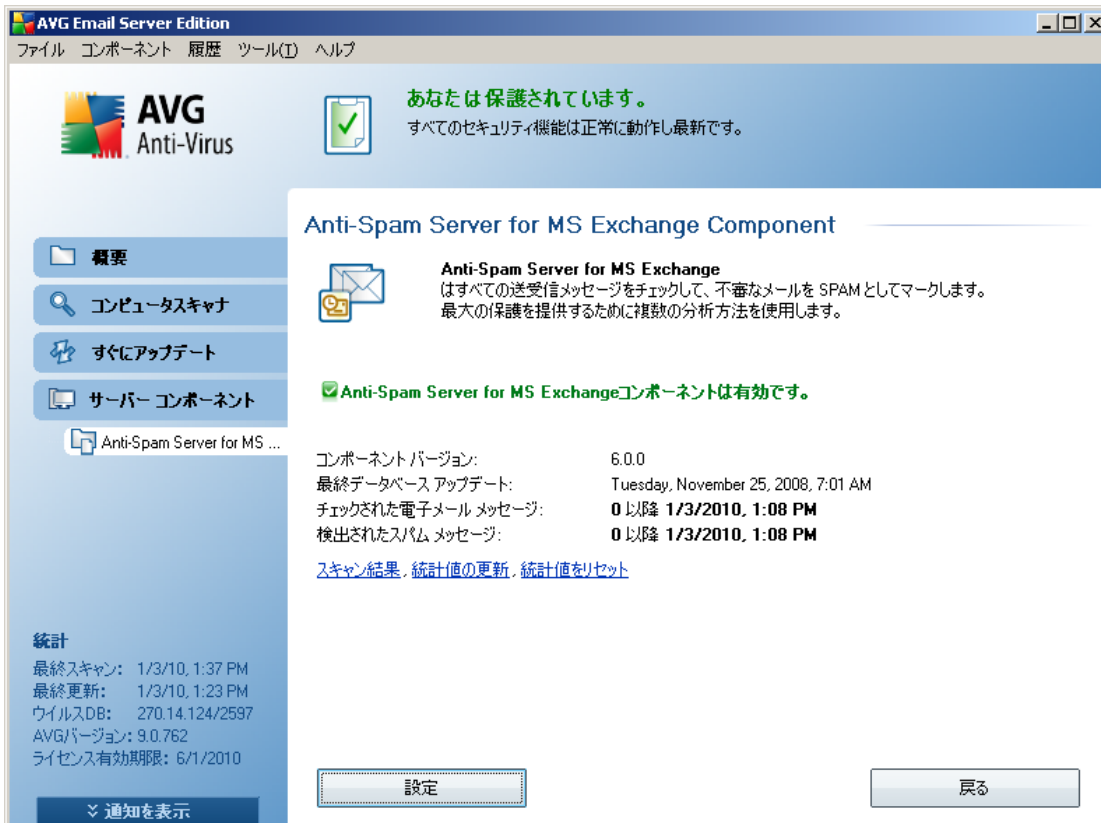 AVG Email Server Edition
ファイル コンポーネント 履歴 ツール(T) ヘルプ
AVG
Anti-Virus
あなたは保護されています。
すべてのセキュリティ機能は正常に動作し最新です。
概要
コンピュータスキャナ
すぐにアップデート
サーバー コンポーネント
Anti-Spam Server for MS ...
Anti-Spam Server for MS Exchange Component
Anti-Spam Server for MS Exchange
はすべての送受信メッセージをチェックして、不審なメールを SPAM としてマークします。
最大の保護を提供するために複数の分析方法を使用します。
Anti-Spam Server for MS Exchangeコンポーネントは有効です。
コンポーネント バージョン: 6.0.0
最終データベース アップデート: Tuesday, November 25, 2008, 7:01 AM
チェックされた電子メール メッセージ: 0 以降 1/3/2010, 1:08 PM
検出されたスパム メッセージ: 0 以降 1/3/2010, 1:08 PM
スキャン結果, 統計値の更新, 統計値をリセット
統計
最終スキャン: 1/3/10, 1:37 PM
最終更新: 1/3/10, 1:23 PM
ウイルスDB: 270.14.124/2597
AVGバージョン: 9.0.762
ライセンス有効期限: 6/1/2010
通知を表示
設定
戻る